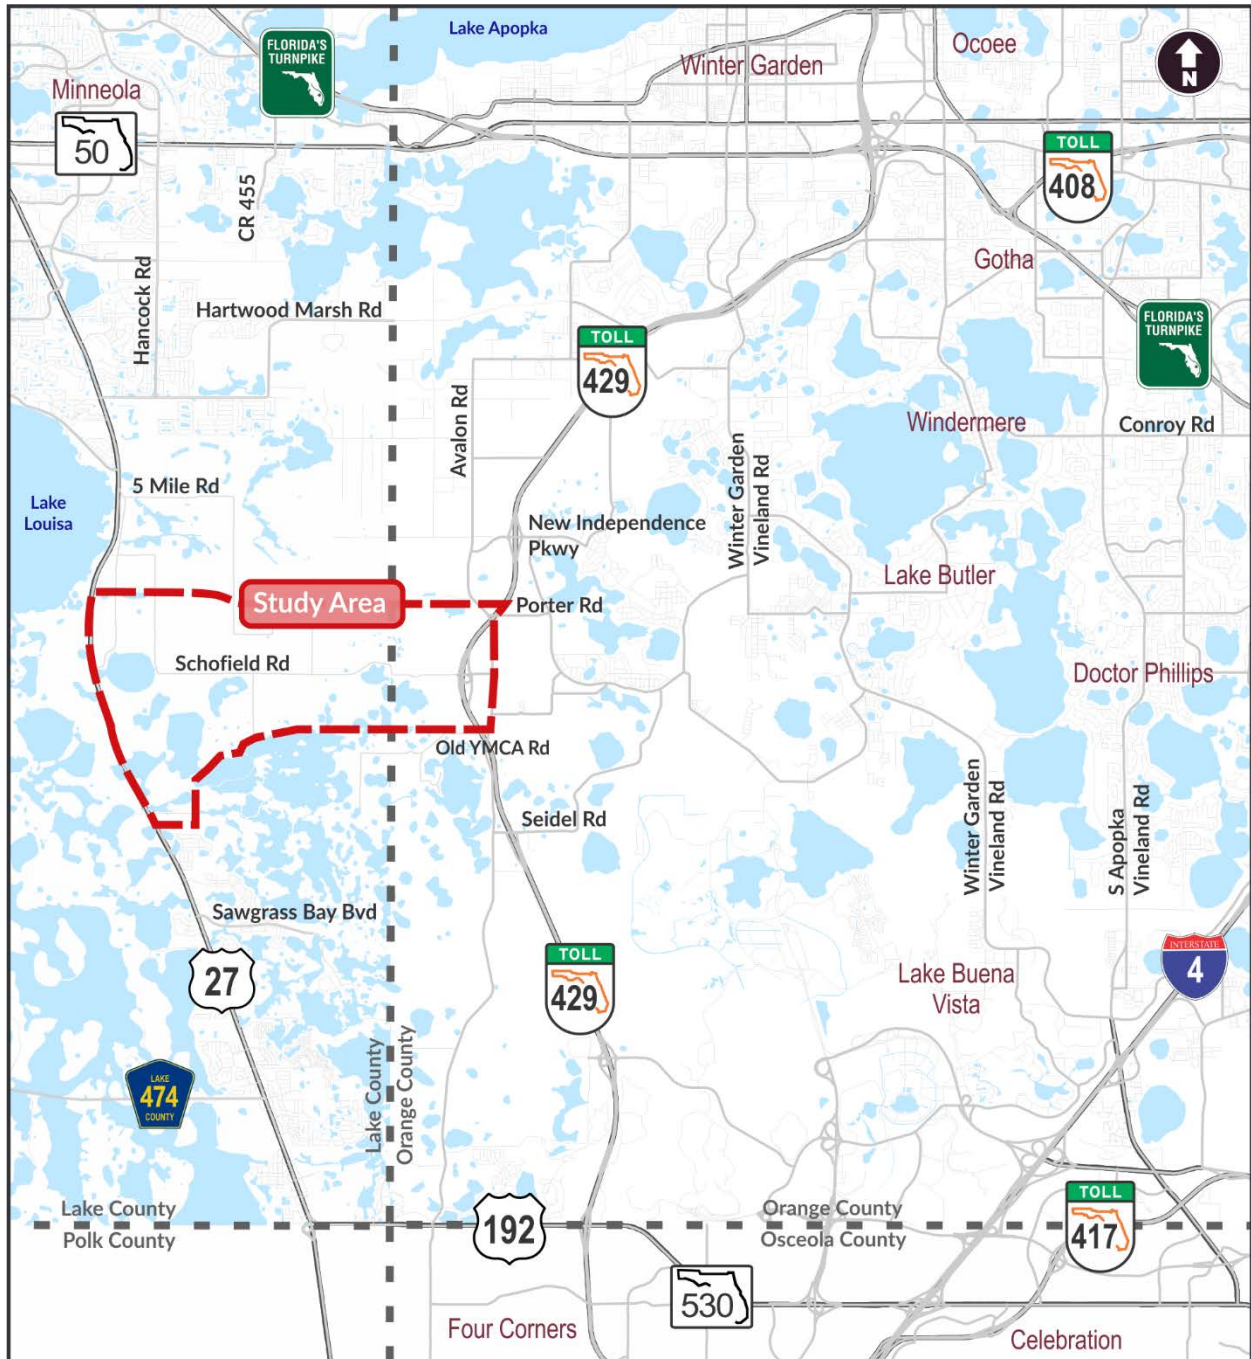 Lake Apopka
Ocoee
FLORIDA'S
TURNPIKE
Winter Garden
N
Minneola
50
TOLL
408
CR 455
Gotha
Hancock Rd
Hartwood Marsh Rd
FLORIDA'S
TURNPIKE
TOLL
429
Avalon Rd
Windermere
Conroy Rd
5 Mile Rd
Lake
Louisa
Winter Garden
Vineland Rd
New Independence
Pkwy
Lake Butler
Study Area
Porter Rd
Schofield Rd
Doctor Phillips
Old YMCA Rd
Seidel Rd
Winter Garden
Vineland Rd
S Apopka
Vineland Rd
Sawgrass Bay Bvd
27
TOLL
429
INTERSTATE
4
Lake Buena
Vista
LAKE
474
COUNTY
Lake County
Orange County
Lake County
Polk County
192
Orange County
Osceola County
TOLL
417
530
Four Corners
Celebration